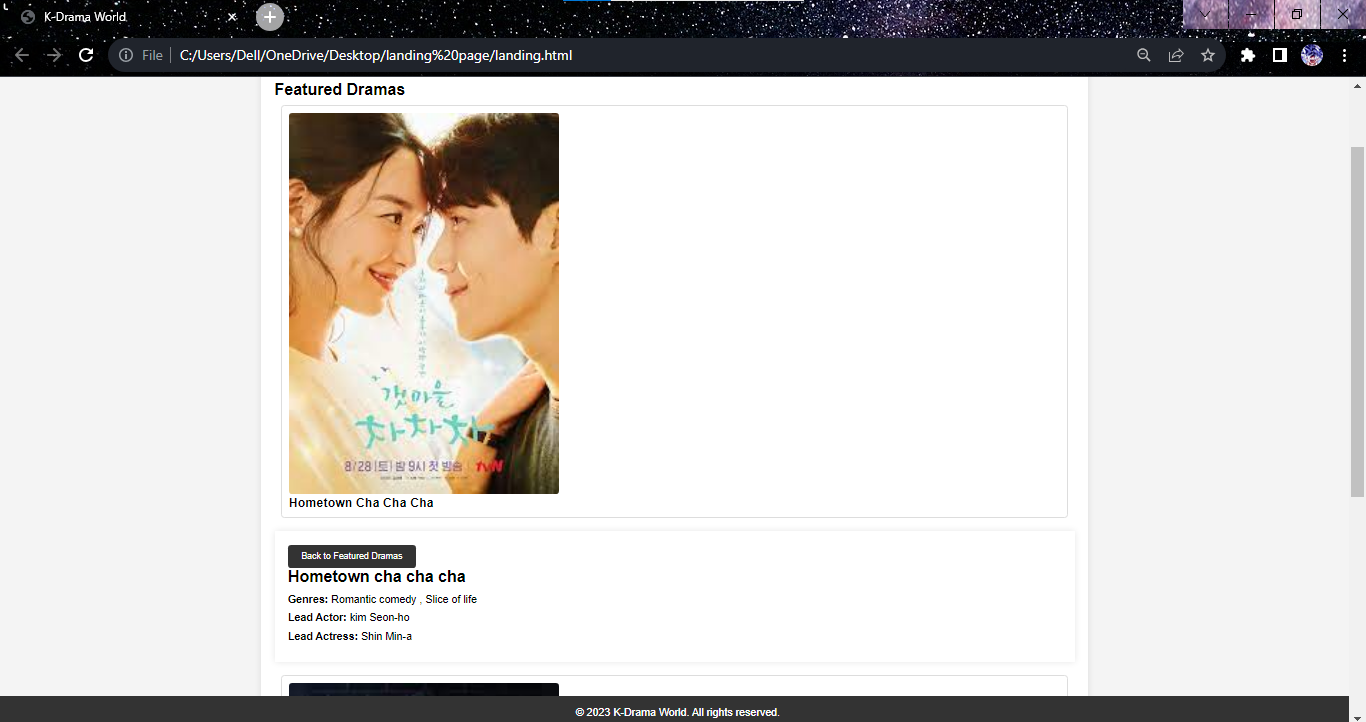 K-Drama World
File
C:/Users/Dell/OneDrive/Desktop/landing%20page/landing.html
Featured Dramas
갯마을
차차차
8/28 (토) 밤 9시 첫 방송
tvN
Hometown Cha Cha Cha
Back to Featured Dramas
Hometown cha cha cha
Genres: Romantic comedy , Slice of life
Lead Actor: kim Seon-ho
Lead Actress: Shin Min-a
© 2023 K-Drama World. All rights reserved.